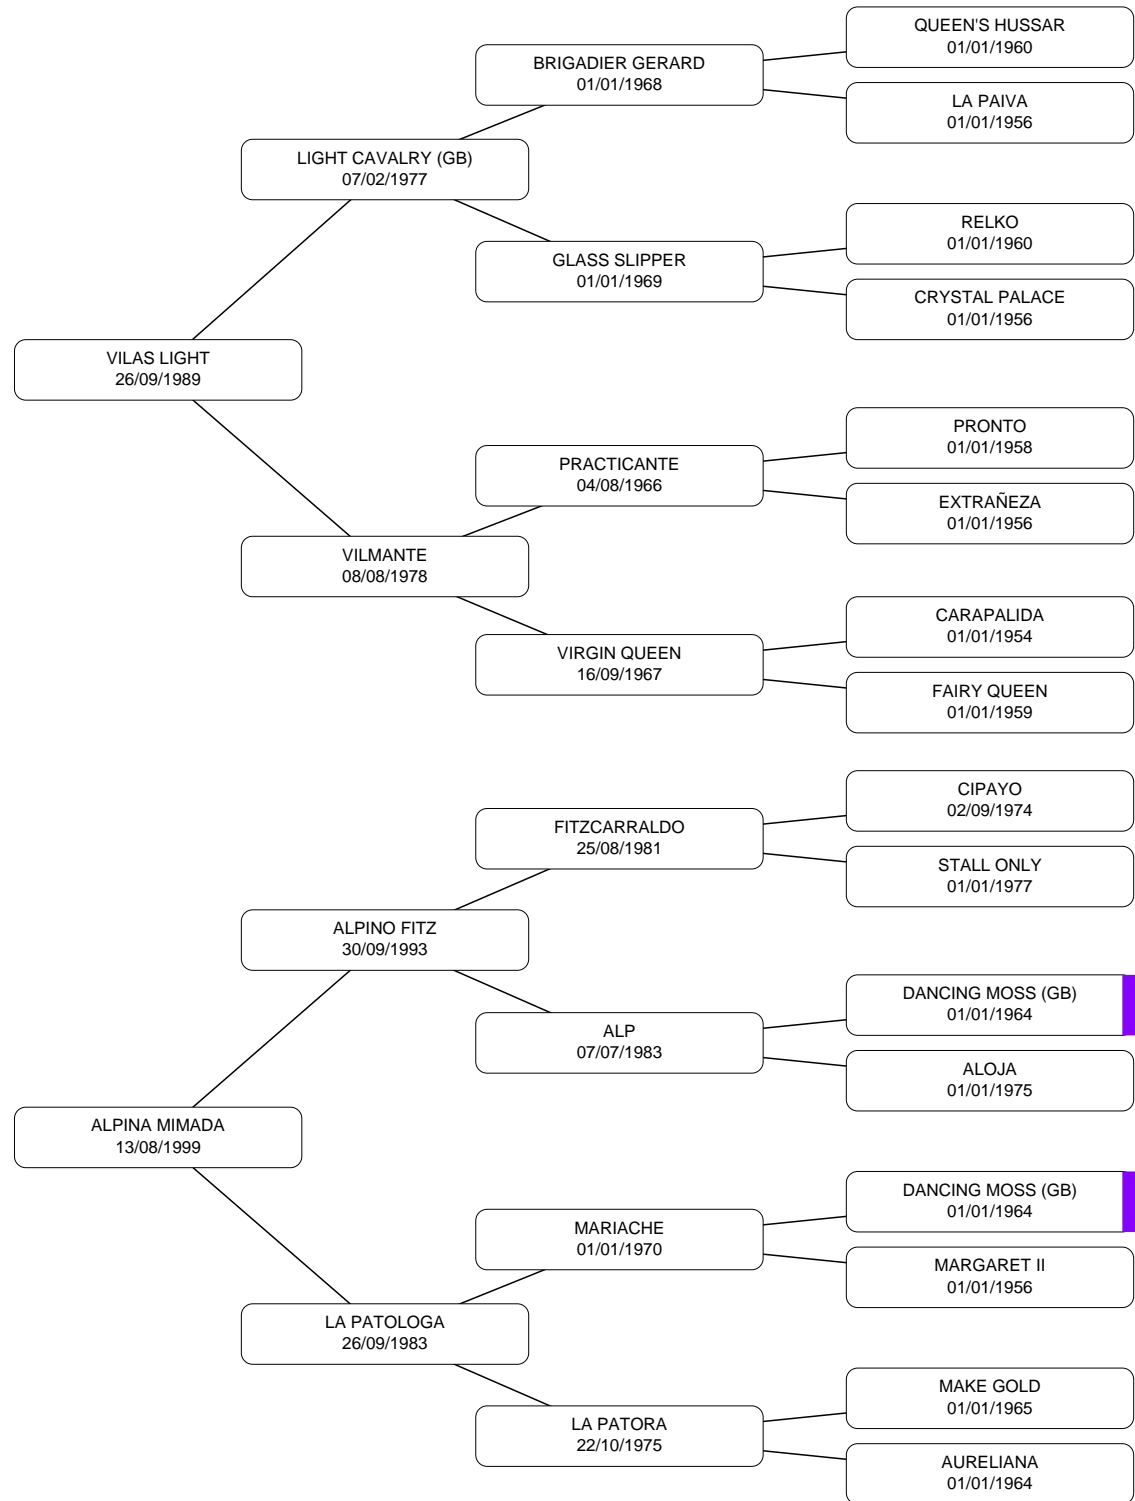 QUEEN'S HUSSAR
01/01/1960
BRIGADIER GERARD
01/01/1968
LA PAIVA
01/01/1956
LIGHT CAVALRY (GB)
07/02/1977
RELKO
01/01/1960
GLASS SLIPPER
01/01/1969
CRYSTAL PALACE
01/01/1956
VILAS LIGHT
26/09/1989
PRONTO
01/01/1958
PRACTICANTE
04/08/1966
EXTRAÑEZA
01/01/1956
VILMANTE
08/08/1978
CARAPALIDA
01/01/1954
VIRGIN QUEEN
16/09/1967
FAIRY QUEEN
01/01/1959
CIPAYO
02/09/1974
FITZCARRALDO
25/08/1981
STALL ONLY
01/01/1977
ALPINO FITZ
30/09/1993
DANCING MOSS (GB)
01/01/1964
ALP
07/07/1983
ALOJA
01/01/1975
ALPINA MIMADA
13/08/1999
DANCING MOSS (GB)
01/01/1964
MARIACHE
01/01/1970
MARGARET II
01/01/1956
LA PATOLOGA
26/09/1983
MAKE GOLD
01/01/1965
LA PATORA
22/10/1975
AURELIANA
01/01/1964